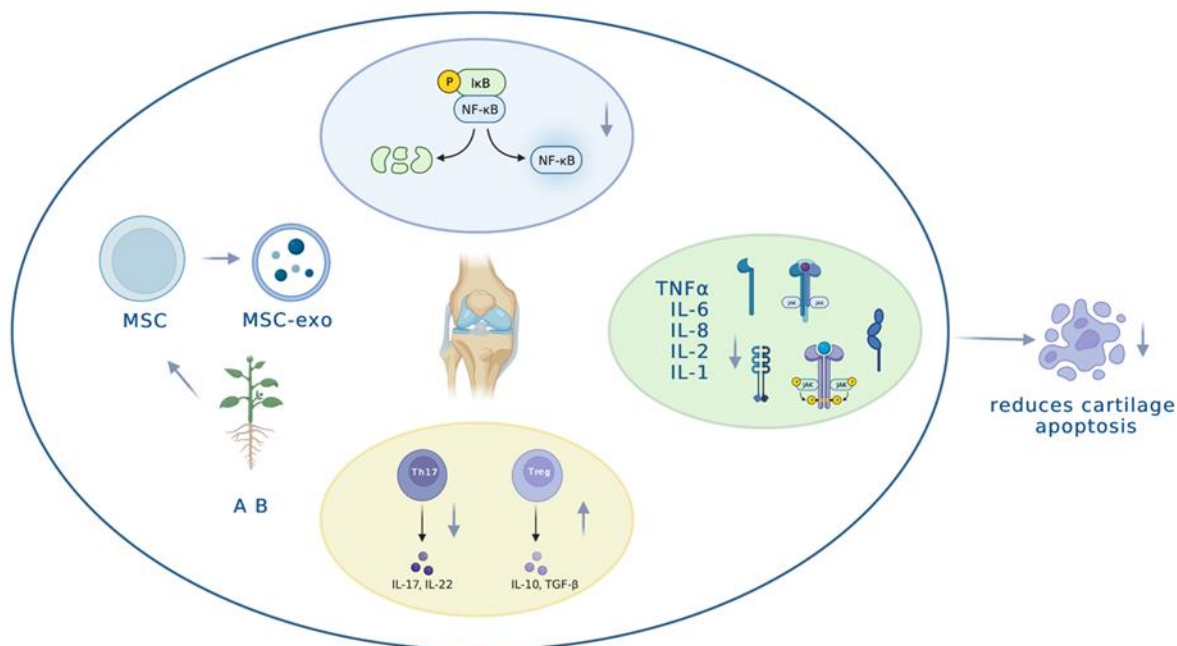 P
IκB
NF-κB
NF-κB
MSC
MSC-exo
A B
TNFα
IL-6
IL-8
IL-2
IL-1
JAK
JAK
P
JAK
JAK
P
P
P
Th17
Treg
IL-17, IL-22
IL-10, TGF-β
reduces cartilage
apoptosis